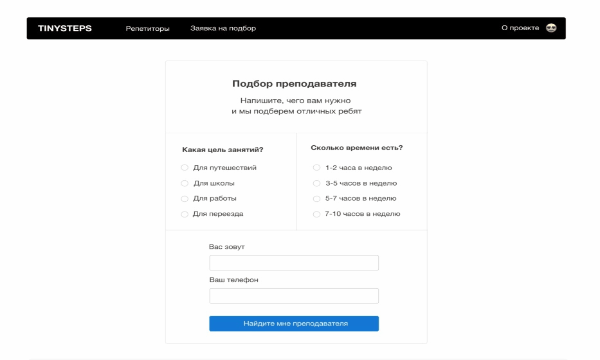 TINYSTEPS Репетиторы Заявка на подбор О проекте
Подбор преподавателя
Напишите, чего вам нужно
и мы подберем отличных ребят
Какая цель занятий?
Для путешествий
Для школы
Для работы
Для переезда
Сколько времени есть?
1-2 часа в неделю
3-5 часов в неделю
5-7 часов в неделю
7-10 часов в неделю
Вас зовут
Ваш телефон
Найдите мне преподавателя